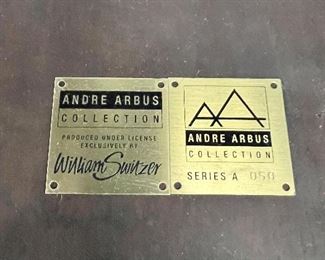 ANDRE ARBUS
COLLECTION
PRODUCED UNDER LICENSE
EXCLUSIVELY BY
William Switzer
ANDRE ARBUS
COLLECTION
SERIES A 050